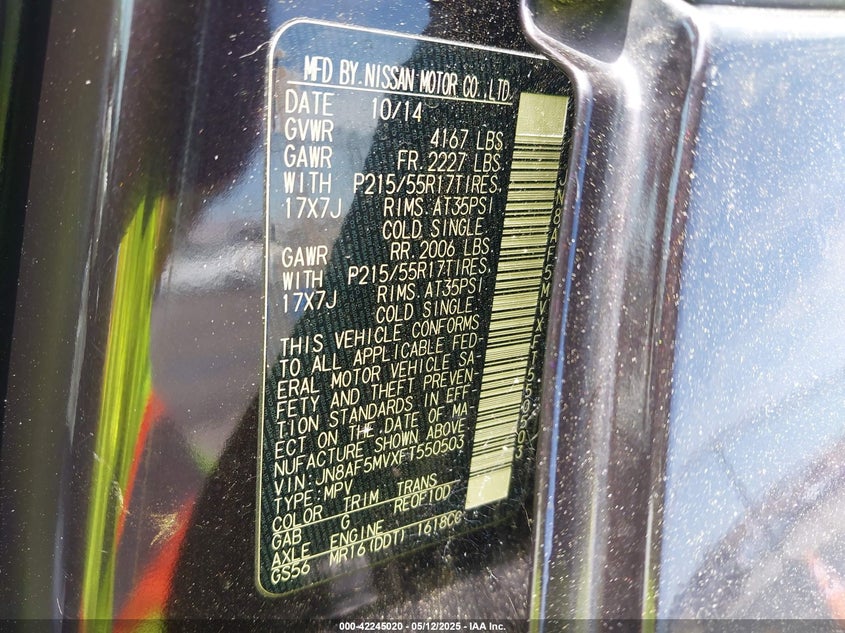 MFD BY.NISSAN MOTOR CO.,LTD.
DATE 10/14
GVWR 4167 LBS.
GAWR FR.2227 LBS.
WITH P215/55R17TIRES.
17X7J RIMS.AT35PSI
COLD SINGLE.
GAWR RR.2006 LBS
WITH P215/55R17TIRES.
17X7J RIMS.AT35PSI
COLD SINGLE.
THIS VEHICLE CONFORMS
TO ALL APPLICABLE FED-
ERAL MOTOR VEHICLE SA-
FETY AND THEFT PREVEN-
TION STANDARDS IN EFF-
ECT ON THE DATE OF MA-
NUFACTURE SHOWN ABOVE
VIN:JN8AF5MVXFT550503
TYPE:MPV
COLOR TRIM TRANS
GAB G RE0F10D
AXLE ENGINE
GS56 MR16(DDT) 1618CC
JN8AF5MVXFT550503
000-42245020 - 05/12/2025 - IAA Inc.